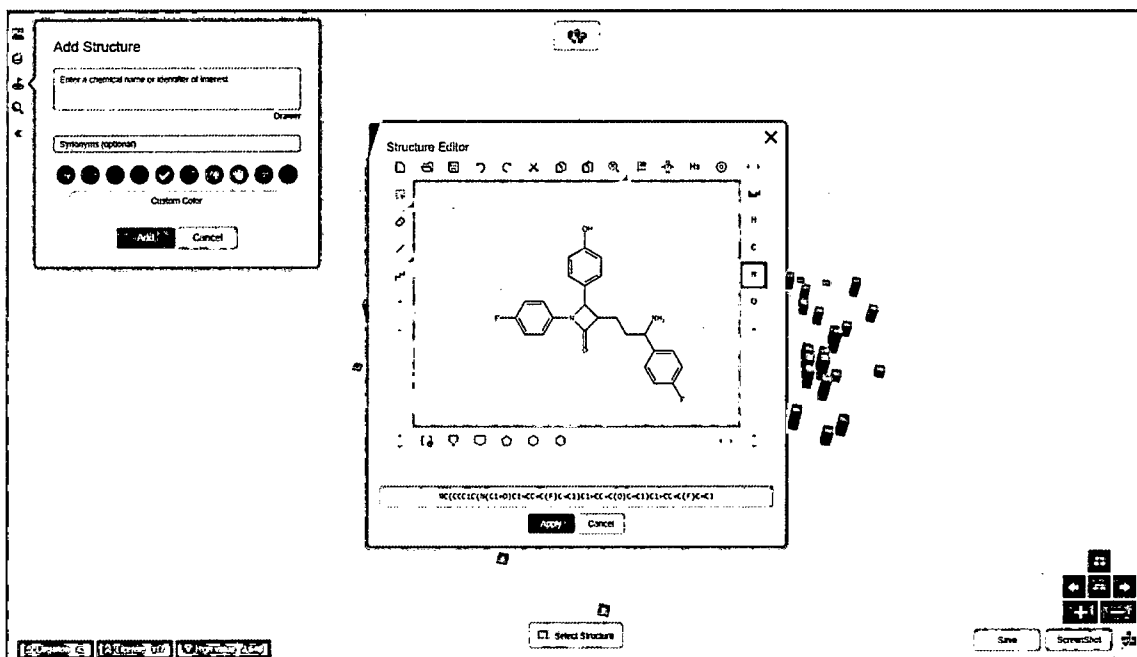 Add Structure
Enter a chemical name or identifier of interest
Drawer
Synonyms (optional)
Custom Color
Add
Cancel
Structure Editor
H
C
N
O
OH
F
N
NH₂
O
F
NC(CCC1C(N(C1=O)C1=CC=C(F)C=C1)C1=CC=C(O)C=C1)C1=CC=C(F)C=C1
Apply
Cancel
Select Structure
Save
ScreenShot